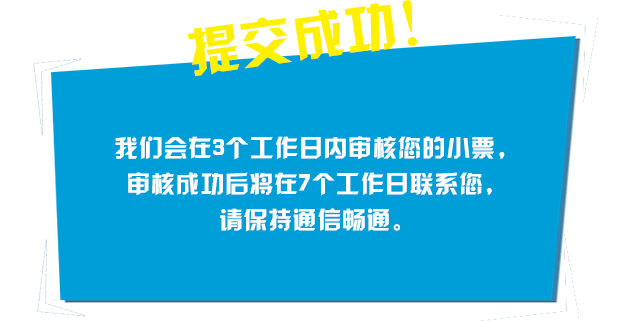 提交成功！
我们会在3个工作日内审核您的小票，
审核成功后将在7个工作日联系您，
请保持通信畅通。